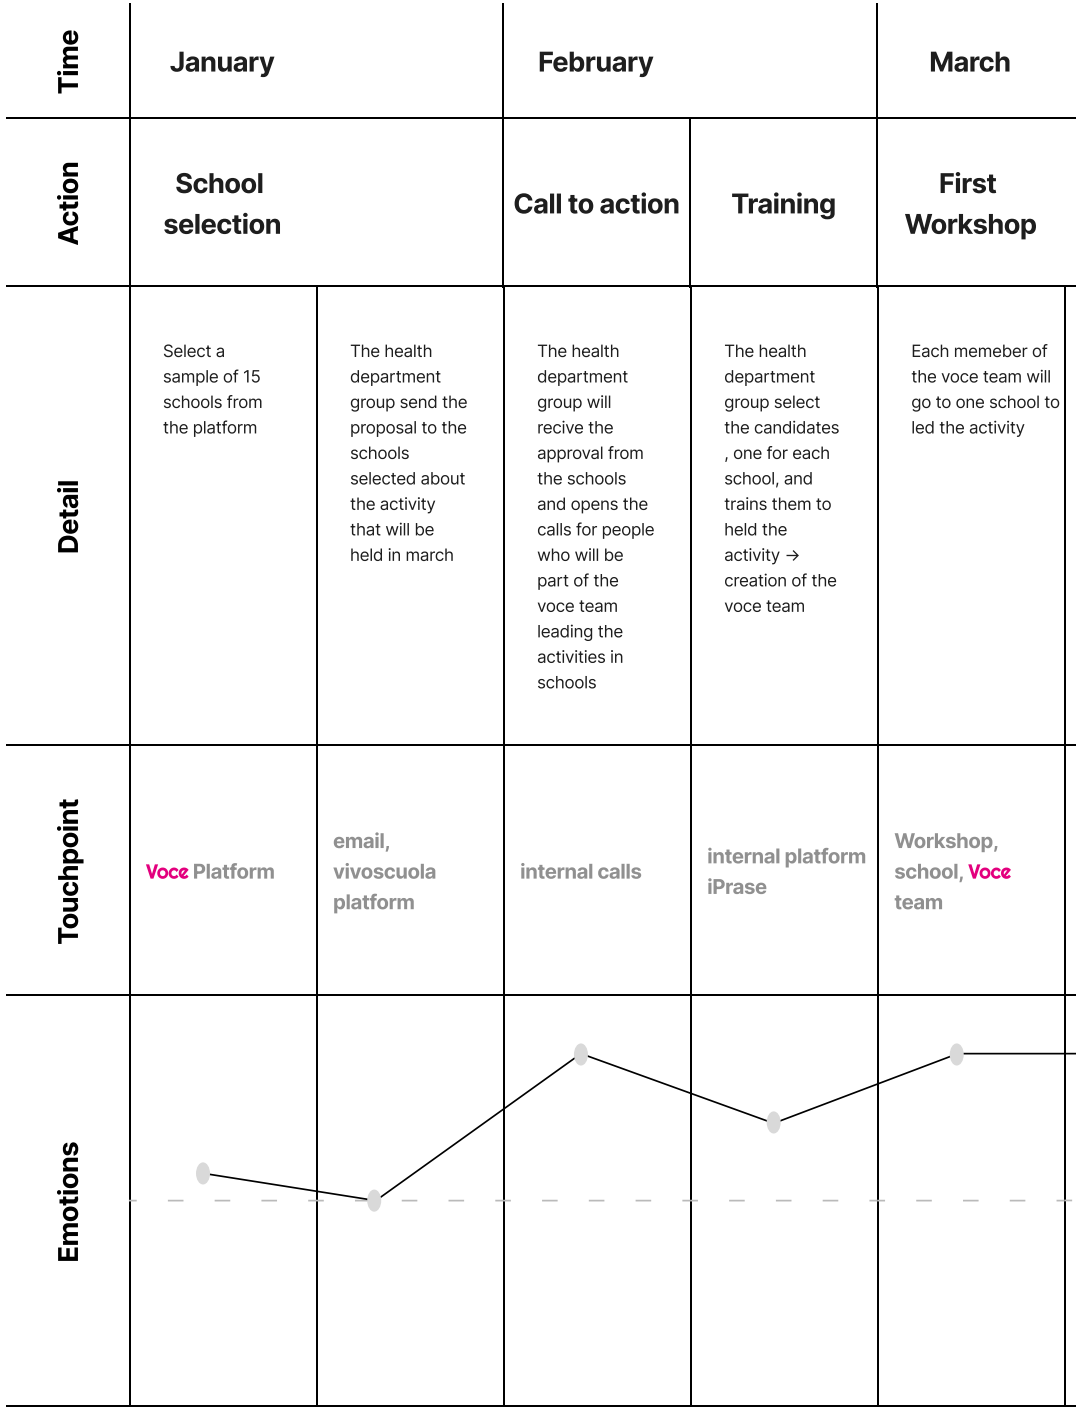 Time
January
February
March
Action
School
selection
Call to action
Training
First
Workshop
Detail
Select a
sample of 15
schools from
the platform
The health
department
group send the
proposal to the
schools
selected about
the activity
that will be
held in march
The health
department
group will
recive the
approval from
the schools
and opens the
calls for people
who will be
part of the
voce team
leading the
activities in
schools
The health
department
group select
the candidates
, one for each
school, and
trains them to
held the
activity →
creation of the
voce team
Each memeber of
the voce team will
go to one school to
led the activity
Touchpoint
Voce Platform
email,
vivoscuola
platform
internal calls
internal platform
iPrase
Workshop,
school, Voce
team
Emotions